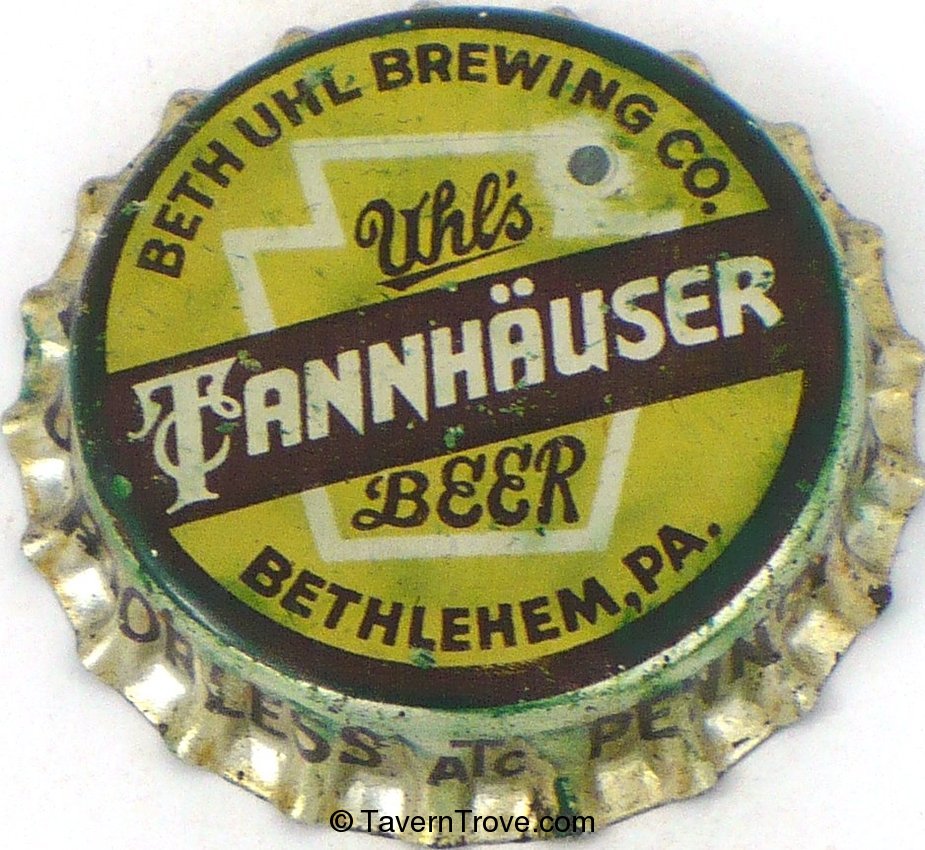 BETH UHL BREWING CO.
Uhl's
TANNHÄUSER
BEER
BETHLEHEM, PA.
ATC
© TavernTrove.com